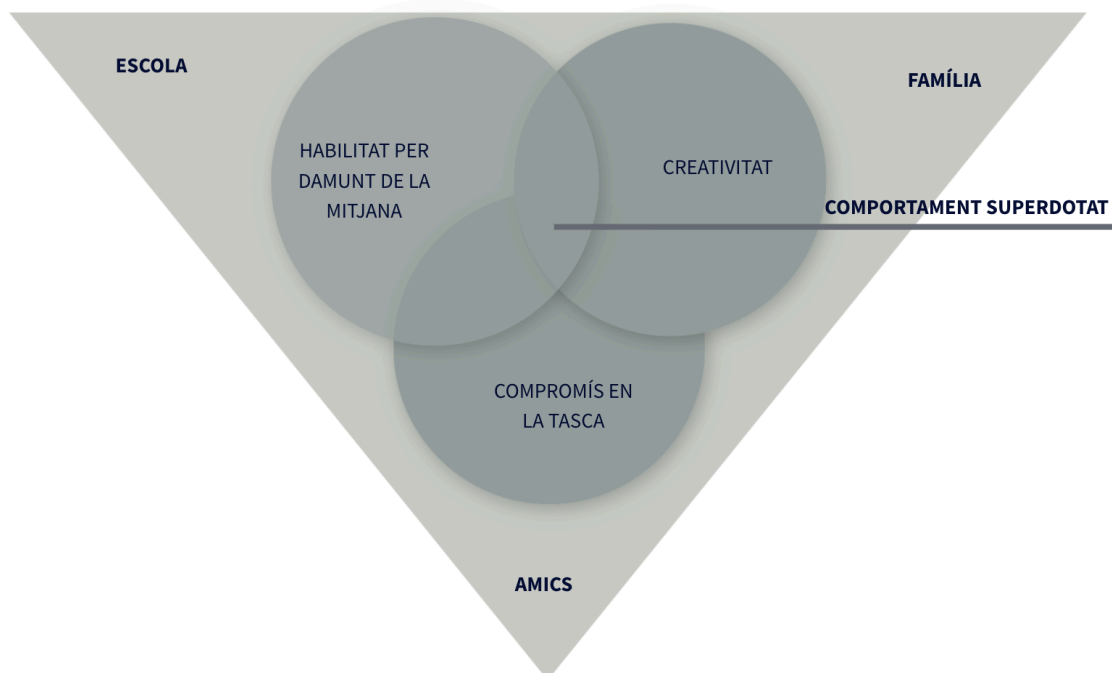 ESCOLA
FAMÍLIA
HABILITAT PER
DAMUNT DE LA
MITJANA
CREATIVITAT
COMPORTAMENT SUPERDOTAT
COMPROMÍS EN
LA TASCA
AMICS